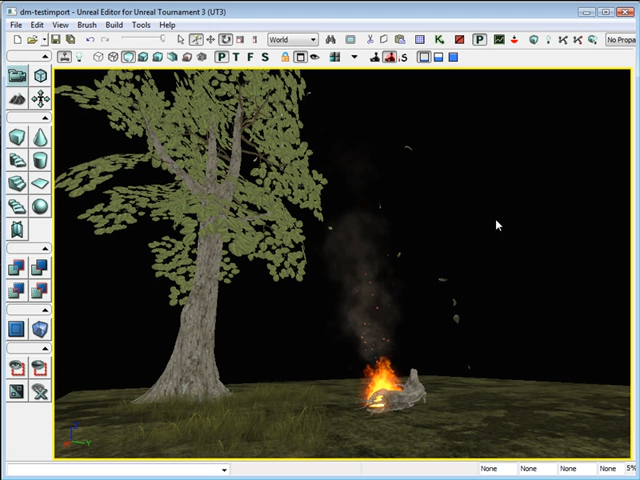 dm-testimport - Unreal Editor for Unreal Tournament 3 (UT3)
File Edit View Brush Build Tools Help
World P No Propa
P T F S .S
Z Y
None None None None 5%